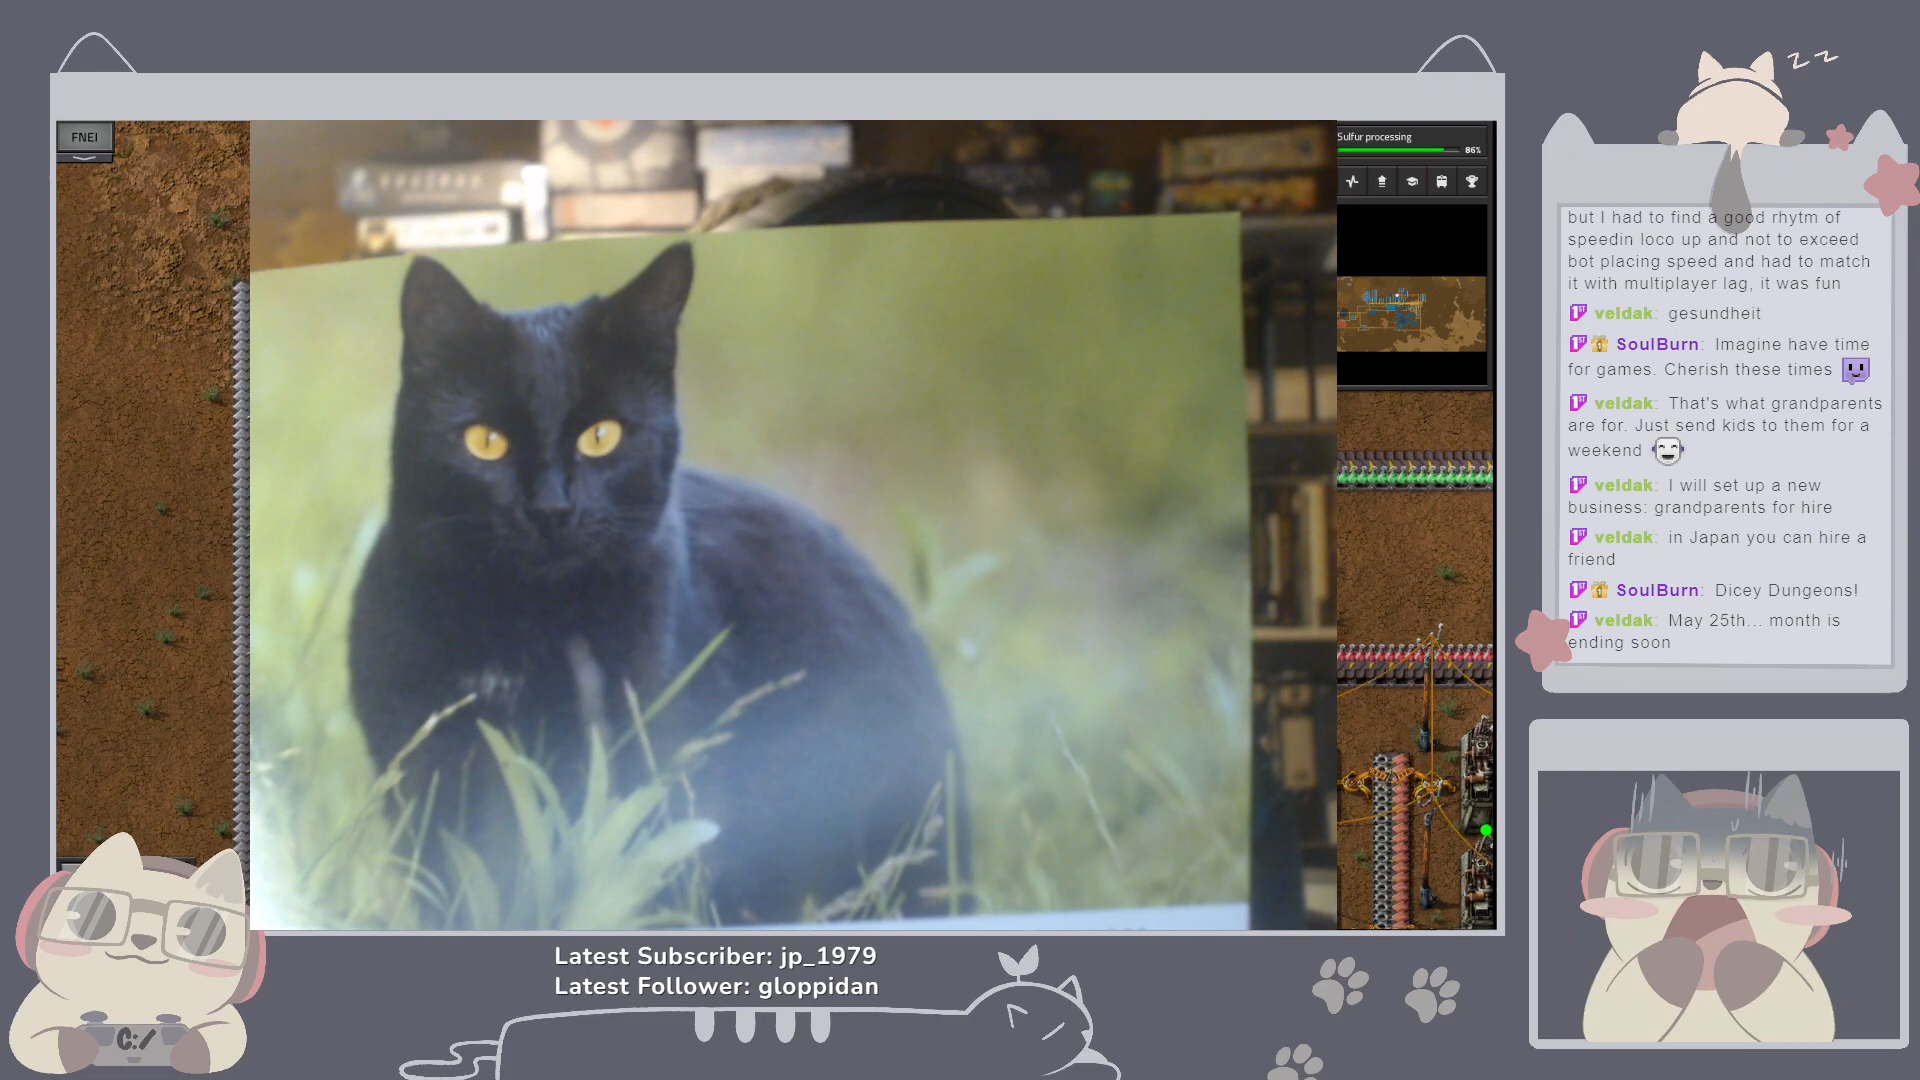 FNEI
Sulfur processing
86%
but I had to find a good rhytm of
speedin loco up and not to exceed
bot placing speed and had to match
it with multiplayer lag, it was fun
veldak: gesundheit
SoulBurn: Imagine have time
for games. Cherish these times
veldak: That's what grandparents
are for. Just send kids to them for a
weekend
veldak: I will set up a new
business: grandparents for hire
veldak: in Japan you can hire a
friend
SoulBurn: Dicey Dungeons!
veldak: May 25th... month is
ending soon
Latest Subscriber: jp_1979
Latest Follower: gloppidan
C:/
zz